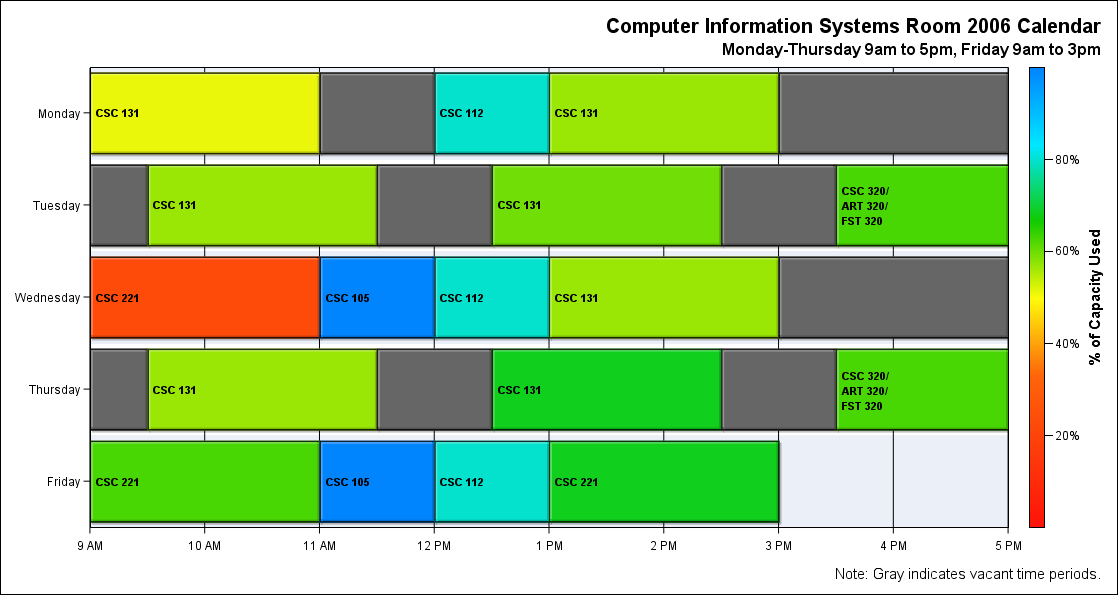 Computer Information Systems Room 2006 Calendar
Monday-Thursday 9am to 5pm, Friday 9am to 3pm
Monday
CSC 131
CSC 112
CSC 131
Tuesday
CSC 131
CSC 131
CSC 320/
ART 320/
FST 320
Wednesday
CSC 221
CSC 105
CSC 112
CSC 131
Thursday
CSC 131
CSC 131
CSC 320/
ART 320/
FST 320
Friday
CSC 221
CSC 105
CSC 112
CSC 221
9 AM
10 AM
11 AM
12 PM
1 PM
2 PM
3 PM
4 PM
5 PM
80%
60%
40%
20%
% of Capacity Used
Note: Gray indicates vacant time periods.